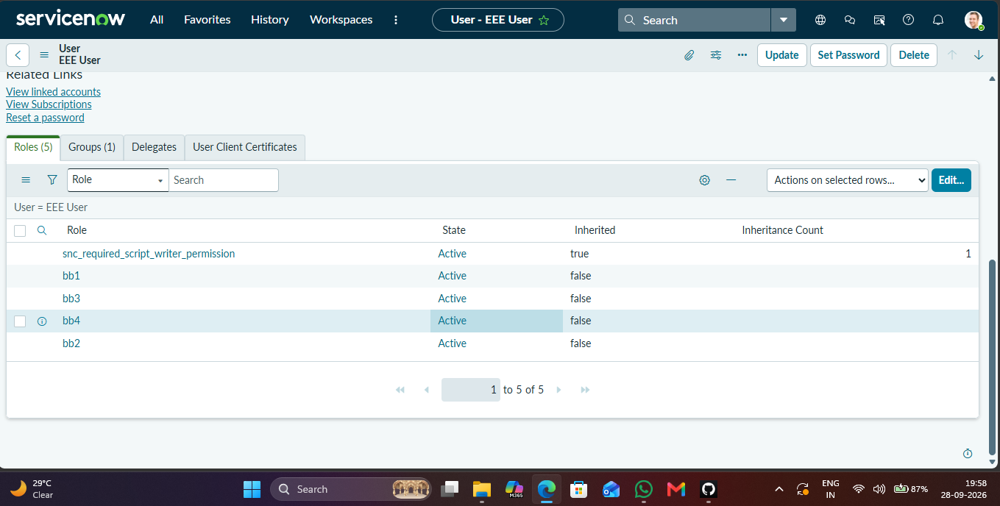 servicenow All Favorites History Workspaces User - EEE User Search
User
EEE User
Update Set Password Delete
Related Links
View linked accounts
View Subscriptions
Reset a password
Roles (5) Groups (1) Delegates User Client Certificates
Role Search Actions on selected rows... Edit...
User = EEE User
Role State Inherited Inheritance Count
snc_required_script_writer_permission Active true 1
bb1 Active false
bb3 Active false
bb4 Active false
bb2 Active false
1 to 5 of 5
29°C
Clear
Search
M365
ENG
IN
87%
19:58
28-09-2026